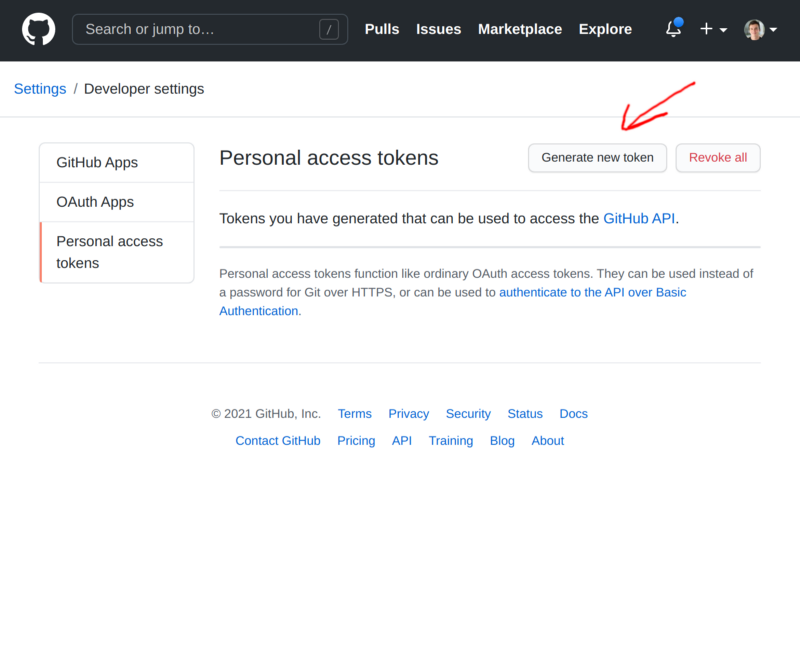 Search or jump to… / Pulls Issues Marketplace Explore
Settings / Developer settings
GitHub Apps
OAuth Apps
Personal access
tokens
Personal access tokens Generate new token Revoke all
Tokens you have generated that can be used to access the GitHub API.
Personal access tokens function like ordinary OAuth access tokens. They can be used instead of
a password for Git over HTTPS, or can be used to authenticate to the API over Basic
Authentication.
© 2021 GitHub, Inc. Terms Privacy Security Status Docs
Contact GitHub Pricing API Training Blog About